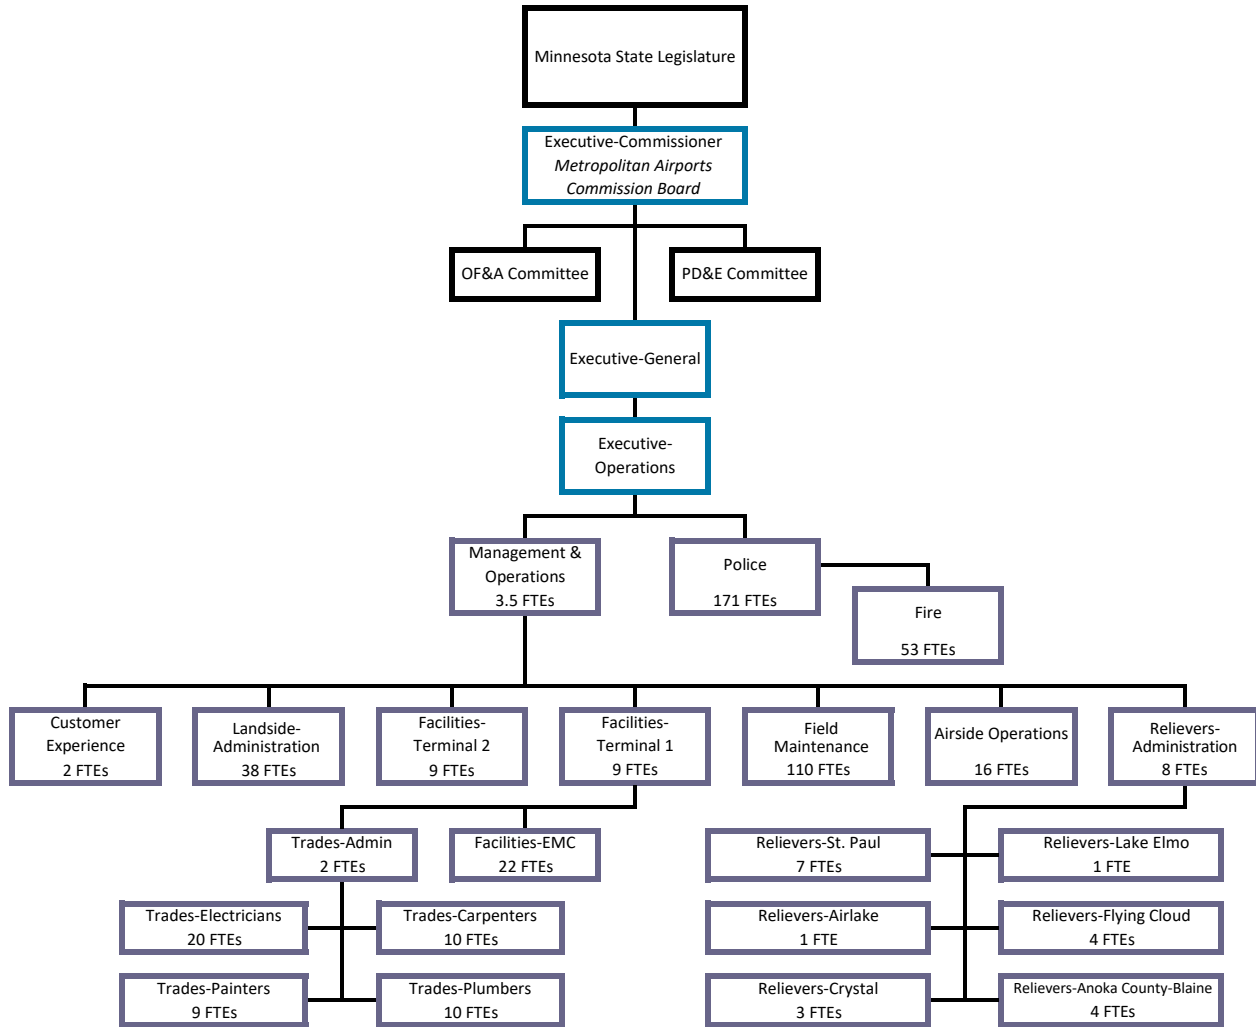 Minnesota State Legislature
Executive-Commissioner
Metropolitan Airports
Commission Board
OF&A Committee
PD&E Committee
Executive-General
Executive-
Operations
Management &
Operations
3.5 FTEs
Police
171 FTEs
Fire
53 FTEs
Customer
Experience
2 FTEs
Landside-
Administration
38 FTEs
Facilities-
Terminal 2
9 FTEs
Facilities-
Terminal 1
9 FTEs
Field
Maintenance
110 FTEs
Airside Operations
16 FTEs
Relievers-
Administration
8 FTEs
Trades-Admin
2 FTEs
Facilities-EMC
22 FTEs
Relievers-St. Paul
7 FTEs
Relievers-Lake Elmo
1 FTE
Trades-Electricians
20 FTEs
Trades-Carpenters
10 FTEs
Relievers-Airlake
1 FTE
Relievers-Flying Cloud
4 FTEs
Trades-Painters
9 FTEs
Trades-Plumbers
10 FTEs
Relievers-Crystal
3 FTEs
Relievers-Anoka County-Blaine
4 FTEs